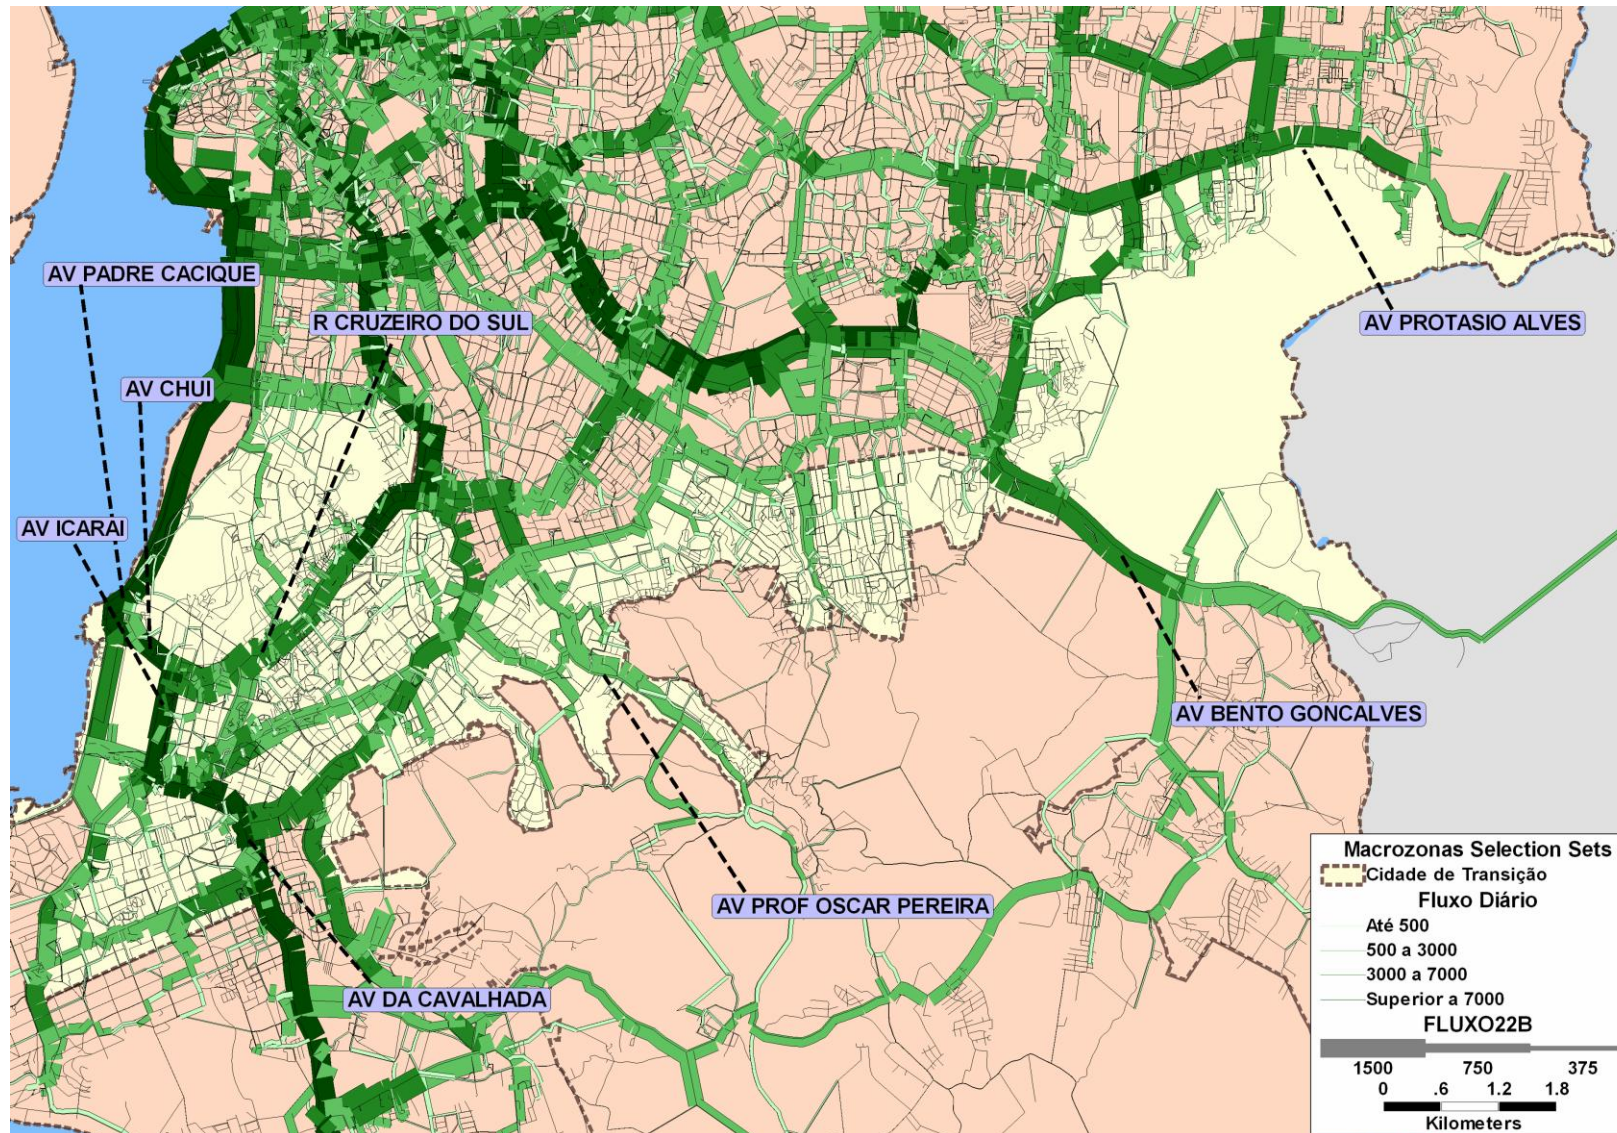 AV PADRE CACIQUE
R CRUZEIRO DO SUL
AV PROTASIO ALVES
AV CHUI
AV ICARAI
AV BENTO GONCALVES
AV PROF OSCAR PEREIRA
AV DA CAVALHADA
Macrozonas Selection Sets
Cidade de Transição
Fluxo Diário
Até 500
500 a 3000
3000 a 7000
Superior a 7000
FLUXO22B
1500 750 375
0 .6 1.2 1.8
Kilometers